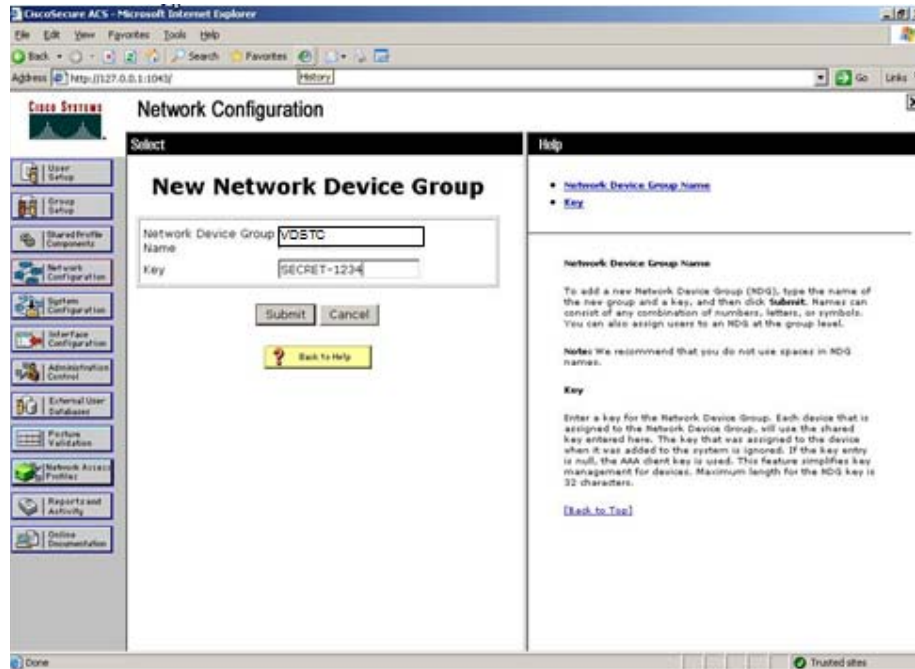 CiscoSecure ACS - Microsoft Internet Explorer
File Edit View Favorites Tools Help
Back Search Favorites
Address http://127.0.0.1:1043/ History Go Links
CISCO SYSTEMS
Network Configuration
Select
Help
User Setup
Group Setup
Shared Profile Components
Network Configuration
System Configuration
Interface Configuration
Administration Control
External User Databases
Posture Validation
Network Access Profiles
Reports and Activity
Online Documentation
New Network Device Group
Network Device Group Name VDSTC
Key SECRET-1234
Submit Cancel
? Back to Help
• Network Device Group Name
• Key
Network Device Group Name
To add a new Network Device Group (NDG), type the name of
the new group and a key, and then click Submit. Names can
consist of any combination of numbers, letters, or symbols.
You can also assign users to an NDG at the group level.
Note: We recommend that you do not use spaces in NDG
names.
Key
Enter a key for the Network Device Group. Each device that is
assigned to the Network Device Group, will use the shared
key entered here. The key that was assigned to the device
when it was added to the system is ignored. If the key entry
is null, the AAA client key is used. This feature simplifies key
management for devices. Maximum length for the NDG key is
32 characters.
[Back to Top]
Done
Trusted sites